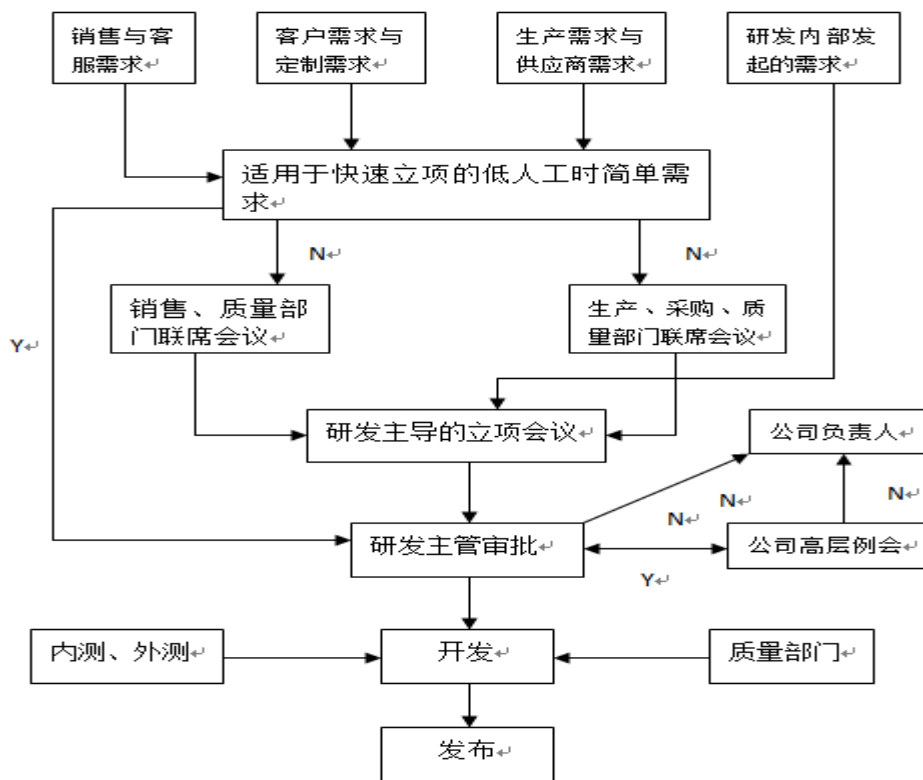 销售与客
服需求↵
客户需求与
定制需求↵
生产需求与
供应商需求↵
研发内部发
起的需求↵
适用于快速立项的低人工时简单需
求↵
N↵
N↵
销售、质量部
门联席会议↵
生产、采购、质
量部门联席会议↵
Y↵
研发主导的立项会议↵
公司负责人↵
N↵
N↵
N↵
研发主管审批↵
公司高层例会↵
Y↵
内测、外测↵
开发↵
质量部门↵
发布↵